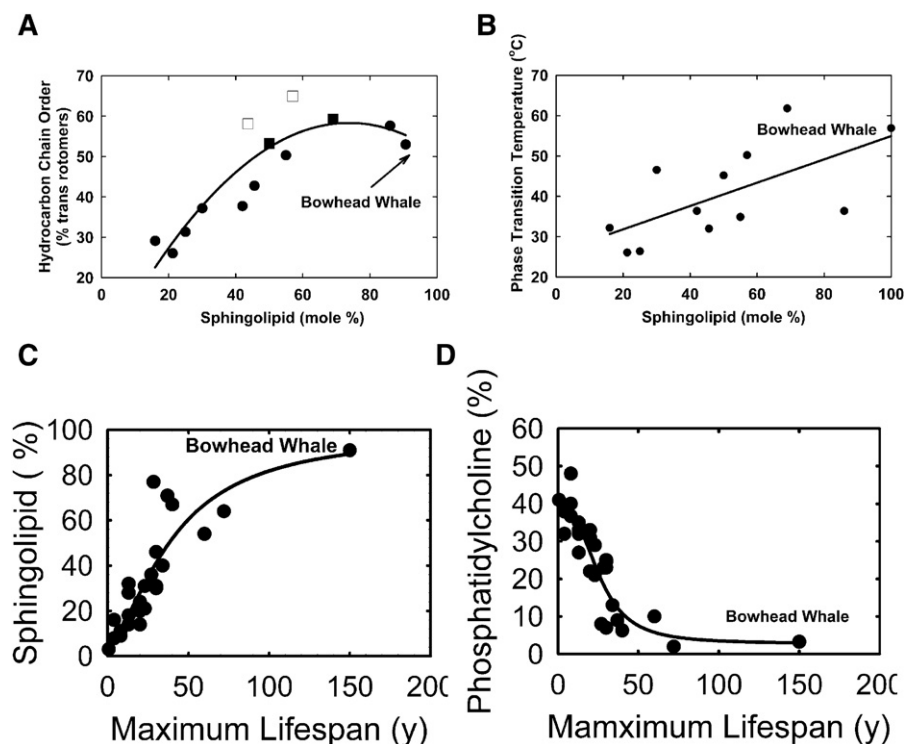 A
Hydrocarbon Chain Order
(% trans rotomers)
70
60
50
40
30
20
0 20 40 60 80 100
Sphingolipid (mole %)
Bowhead Whale
B
Phase Transition Temperature (°C)
70
60
50
40
30
20
0 20 40 60 80 100
Sphingolipid (mole %)
Bowhead Whale
C
Sphingolipid ( %)
100
80
60
40
20
0
0 50 100 150 200
Maximum Lifespan (y)
Bowhead Whale
D
Phosphatidylcholine (%)
60
50
40
30
20
10
0
0 50 100 150 200
Mamximum Lifespan (y)
Bowhead Whale